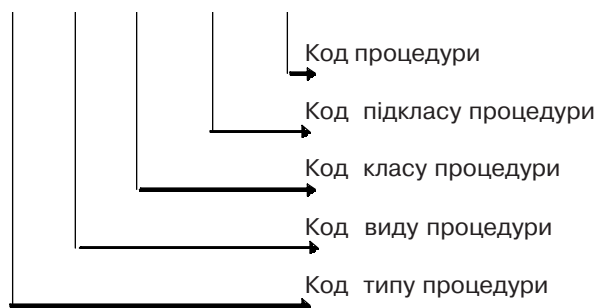 Код процедури
Код підкласу процедури
Код класу процедури
Код виду процедури
Код типу процедури